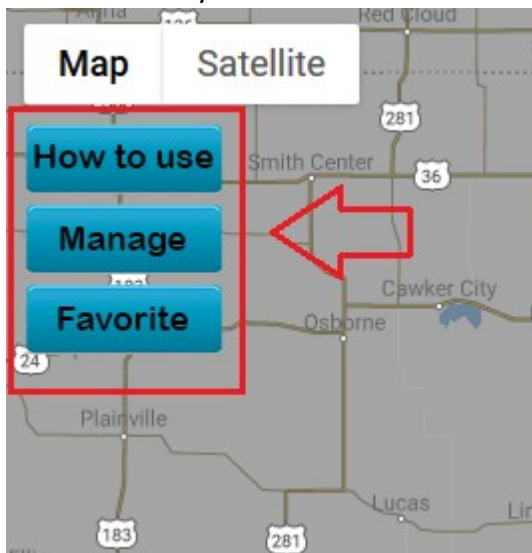 Red Cloud
Map Satellite
281
How to use
Smith Center
36
Manage
183
Cawker City
Favorite
Osborne
24
Plainville
Lucas
183
281